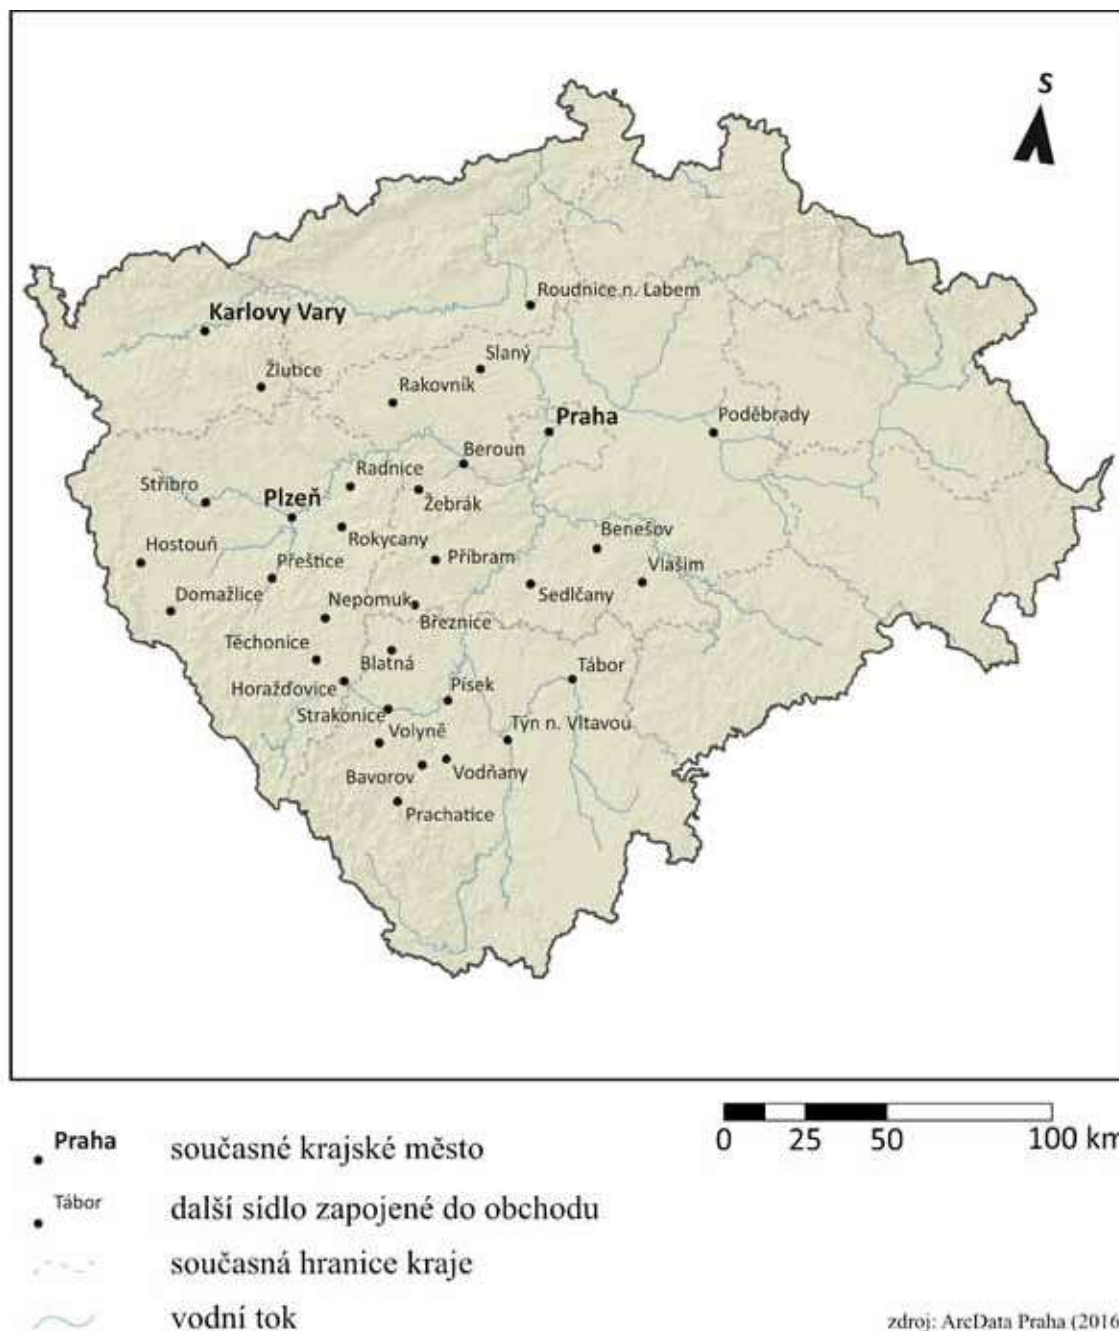 S
Roudnice n. Labem
Karlovy Vary
Slaný
Žlutice
Rakovník
Praha
Poděbrady
Beroun
Radnice
Stříbro
Plzeň
Žebrák
Rokycany
Benešov
Hostouň
Příbram
Vlašim
Přeštice
Domažlice
Nepomuk
Sedlčany
Březnice
Těchonice
Blatná
Tábor
Horažďovice
Písek
Strakonice
Týn n. Vltavou
Volyně
Bavorov
Vodňany
Prachatice
0 25 50 100 km
Praha současné krajské město
Tábor další sídlo zapojené do obchodu
současná hranice kraje
vodní tok
zdroj: ArcData Praha (2016